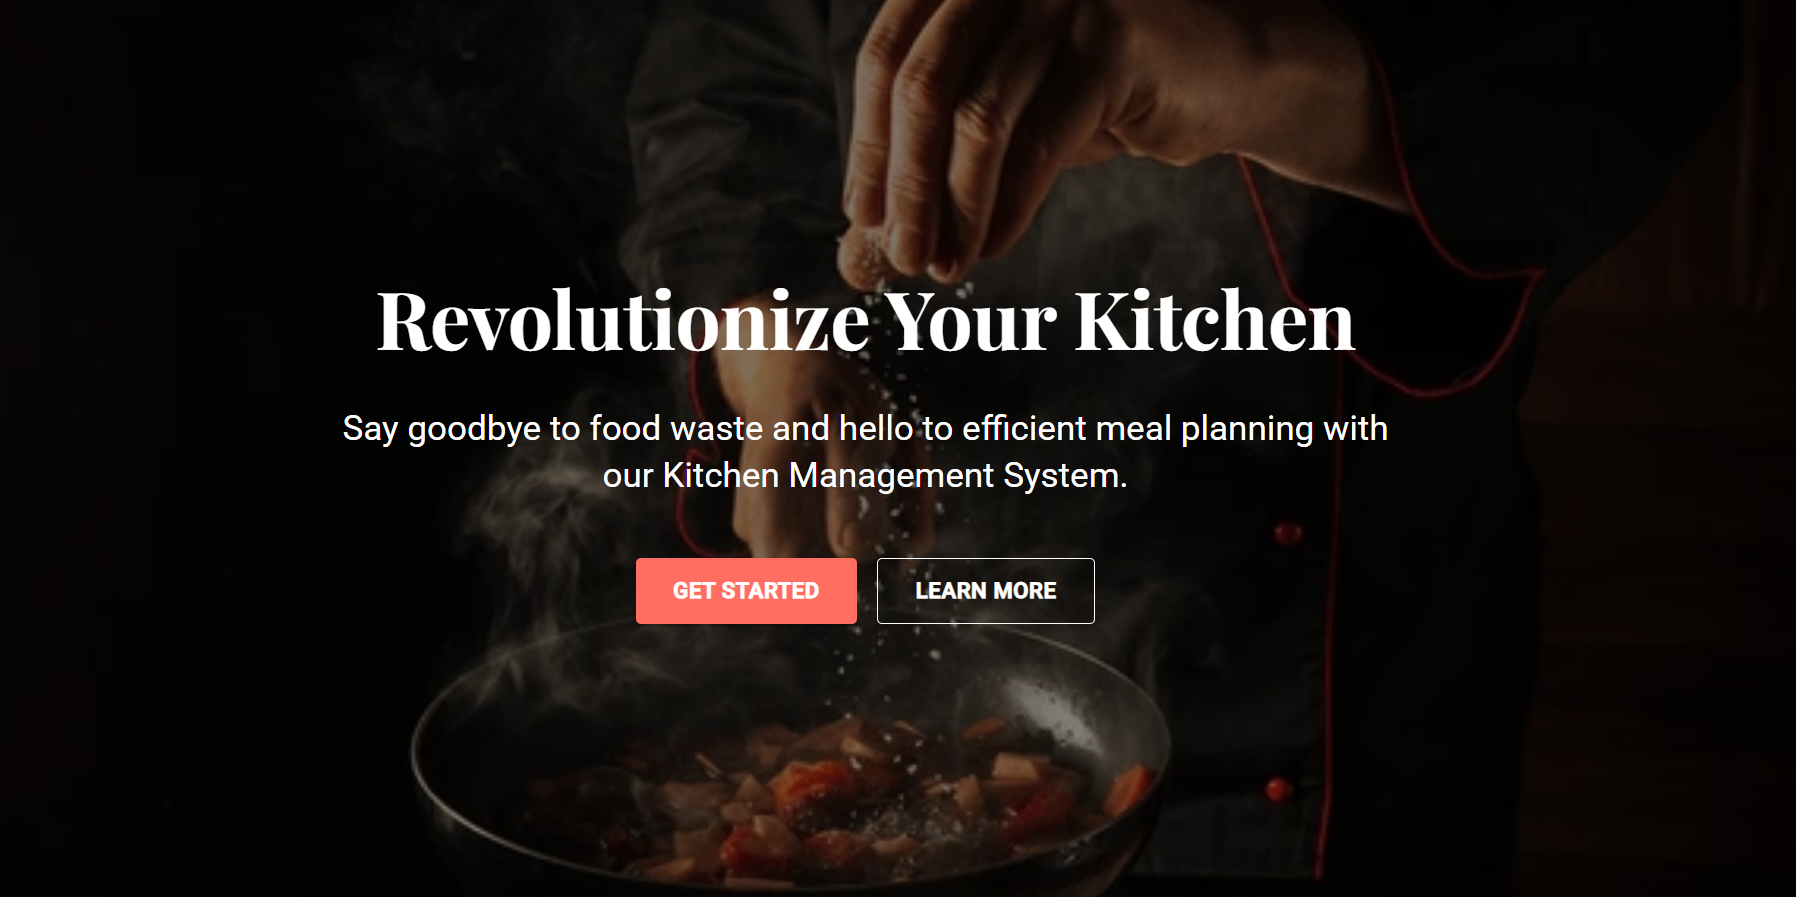 Revolutionize Your Kitchen
Say goodbye to food waste and hello to efficient meal planning with
our Kitchen Management System.
GET STARTED
LEARN MORE